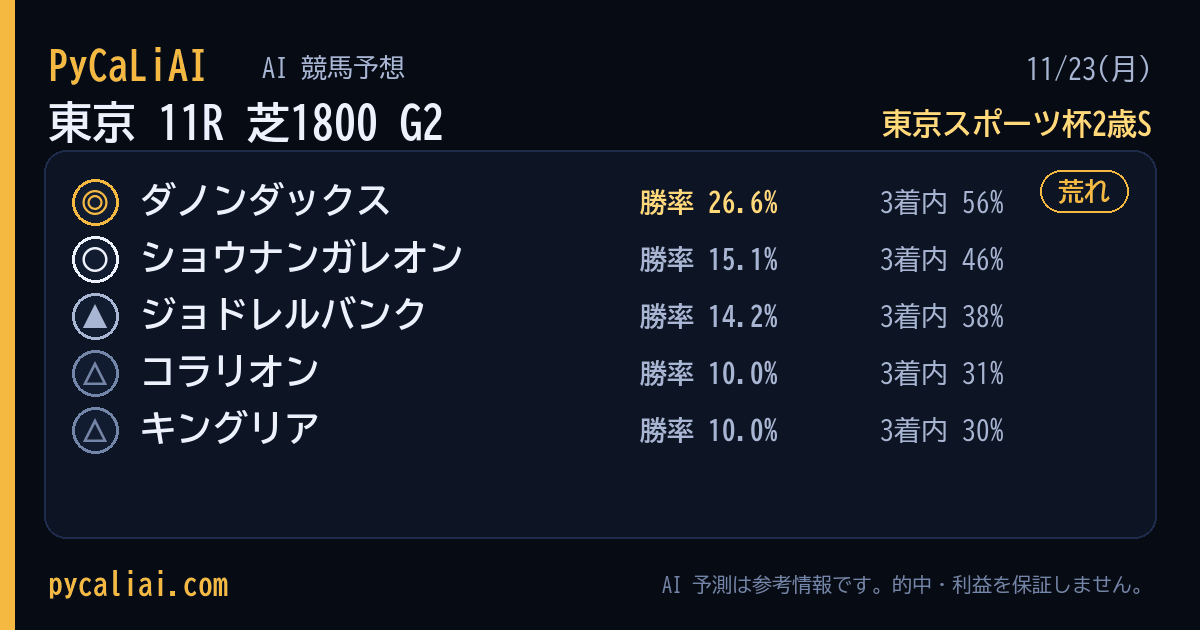 PyCaLiAI AI 競馬予想 11/23(月)
東京 11R 芝1800 G2 東京スポーツ杯2歳S
◎ ダノンダックス 勝率 26.6% 3着内 56% 荒れ
○ ショウナンガレオン 勝率 15.1% 3着内 46%
▲ ジョドレルバンク 勝率 14.2% 3着内 38%
△ コラリオン 勝率 10.0% 3着内 31%
△ キングリア 勝率 10.0% 3着内 30%
pycaliai.com AI 予測は参考情報です。的中・利益を保証しません。